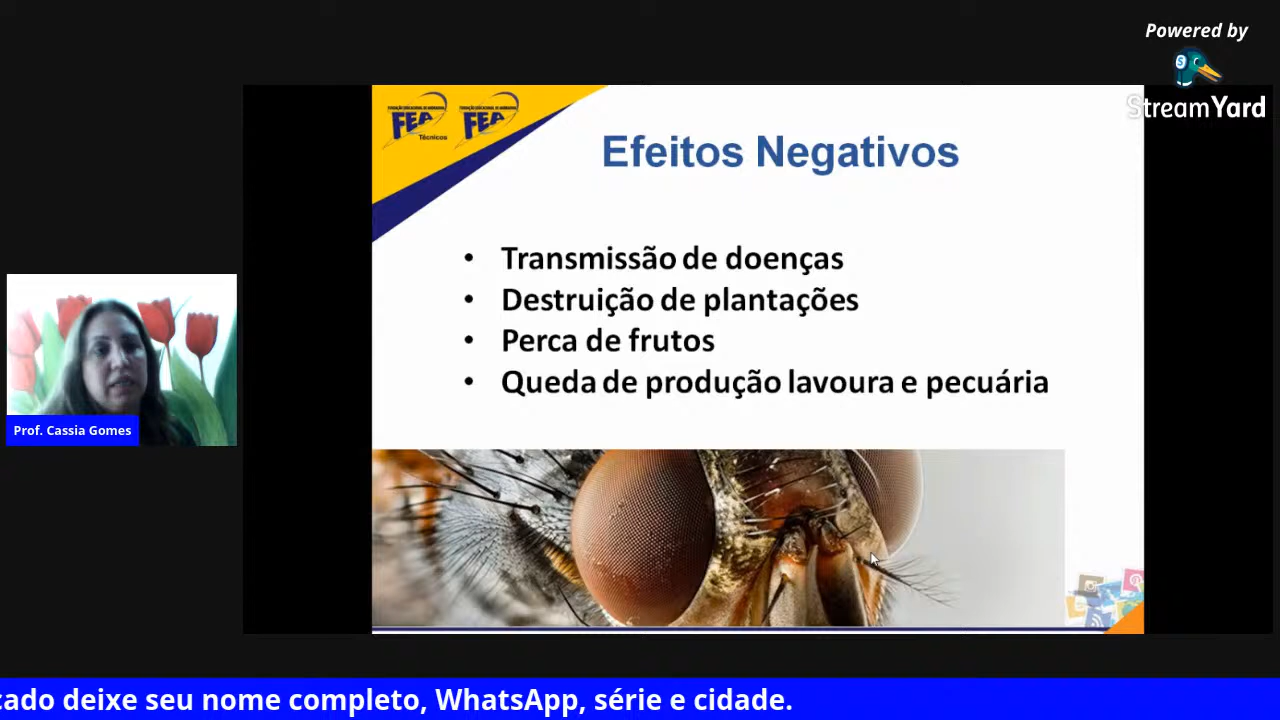 Powered by
StreamYard
FEA
Técnicos
FEA
Efeitos Negativos
• Transmissão de doenças
• Destruição de plantações
• Perca de frutos
• Queda de produção lavoura e pecuária
Prof. Cassia Gomes
cado deixe seu nome completo, WhatsApp, série e cidade.